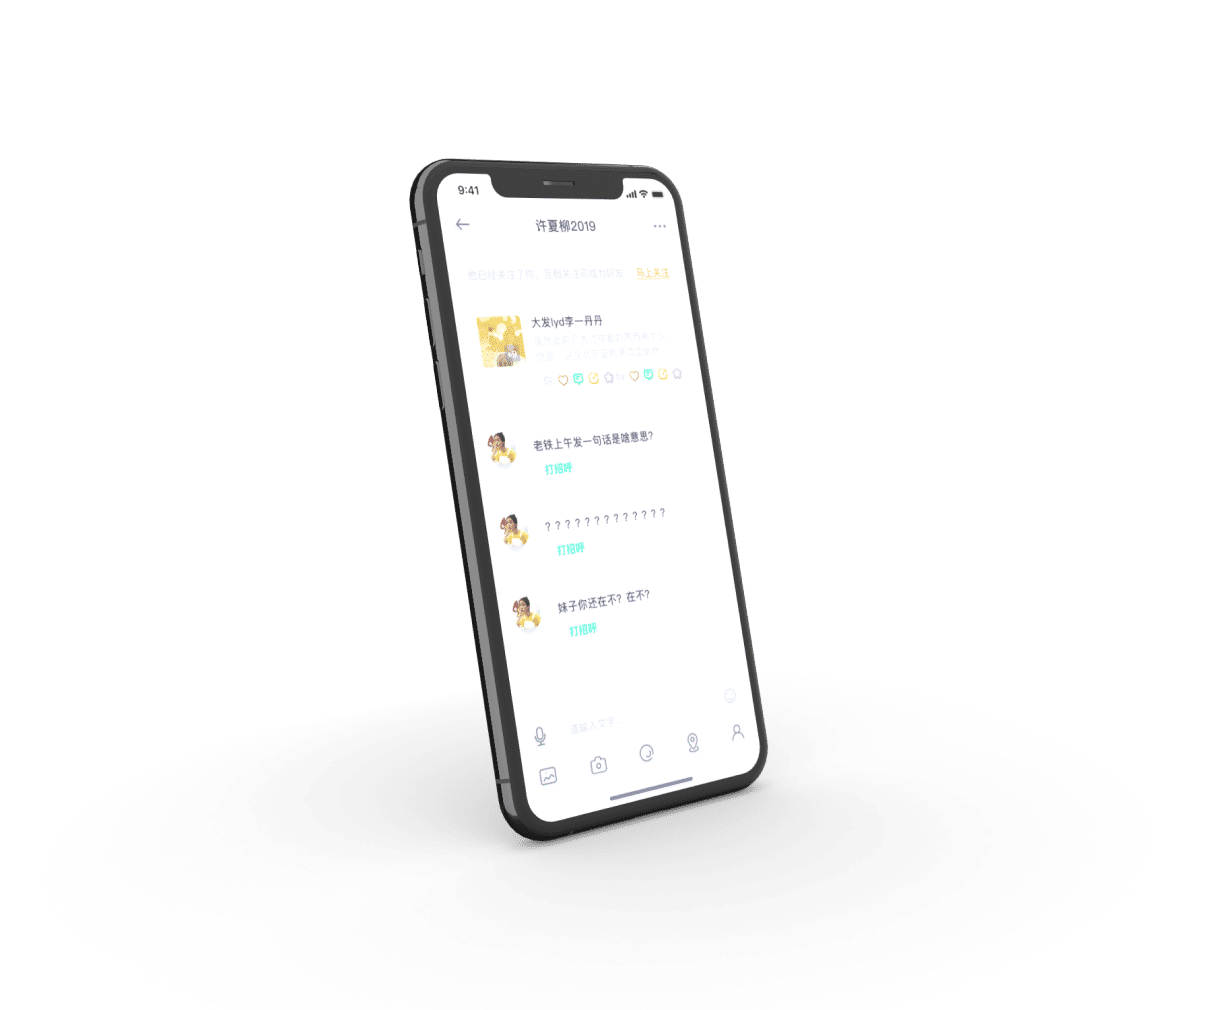 9:41
许夏柳2019
他已经关注了你，互相关注可成为好友
马上关注
大发lyd李一丹丹
老铁上午发一句话是啥意思?
打招呼
? ? ? ? ? ? ? ? ? ? ? ? ?
打招呼
妹子你还在不? 在不?
打招呼
请输入文字...